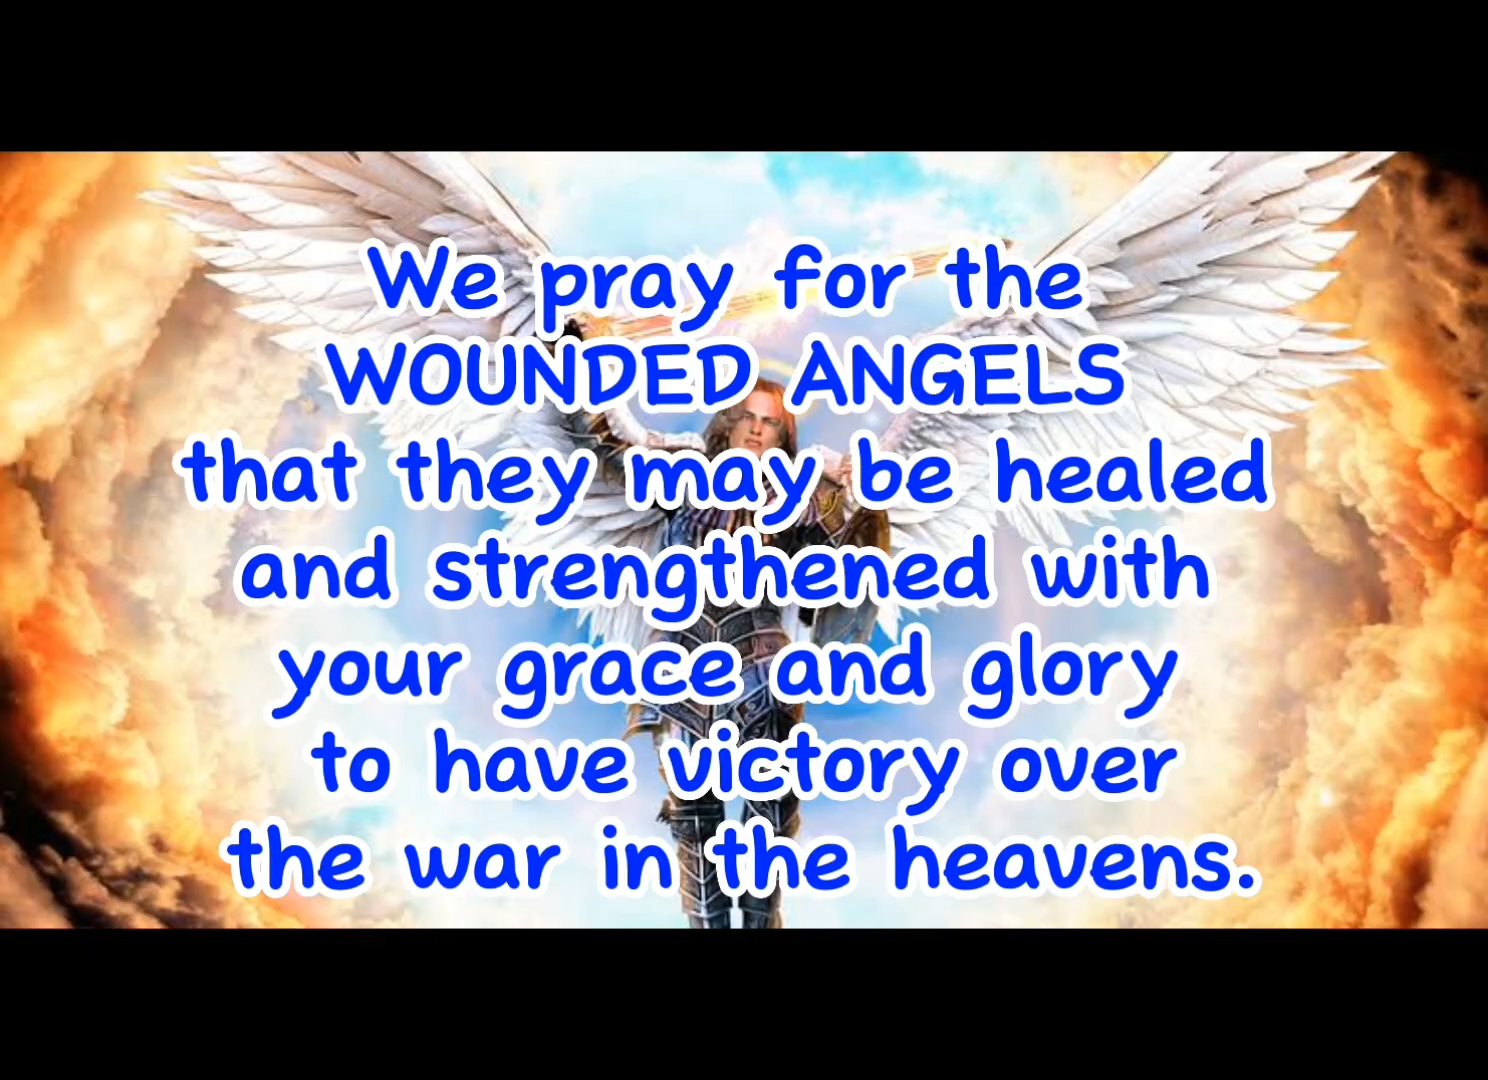 We pray for the
WOUNDED ANGELS
that they may be healed
and strengthened with
your grace and glory
to have victory over
the war in the heavens.